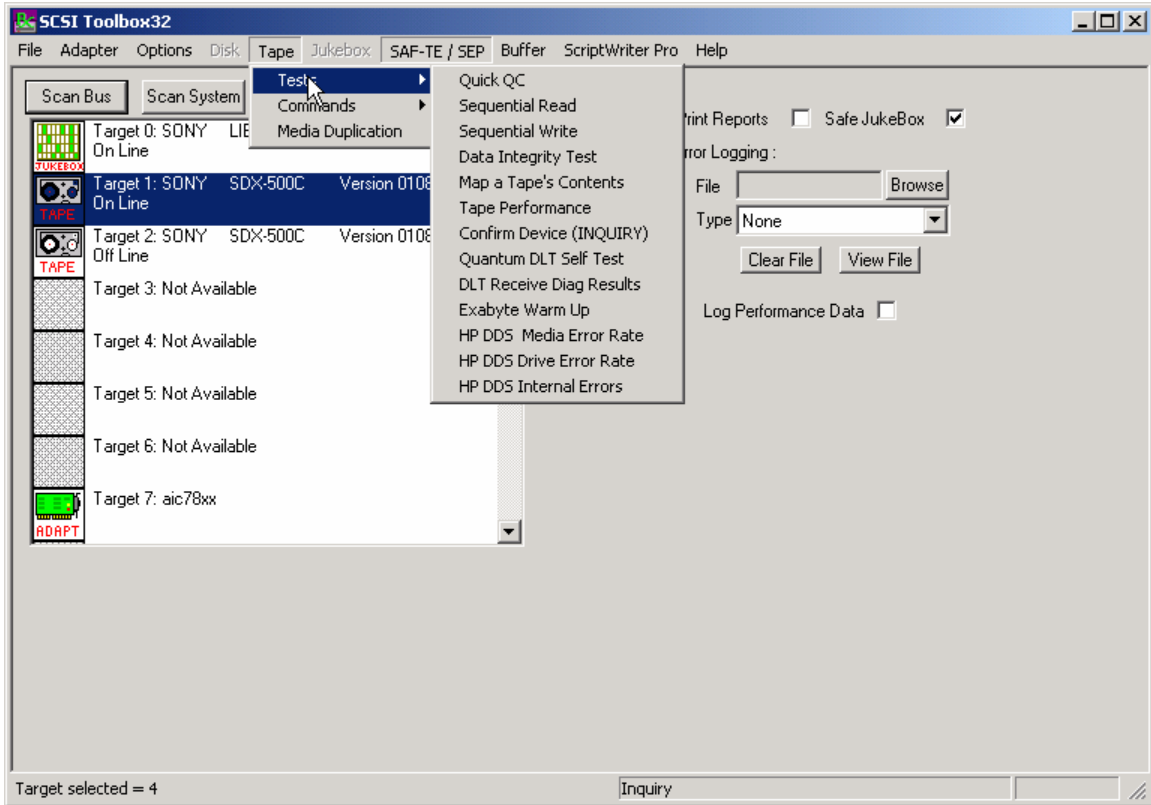 SCSI Toolbox32
File Adapter Options Disk Tape Jukebox SAF-TE / SEP Buffer ScriptWriter Pro Help
Scan Bus Scan System
Tests
Commands
Media Duplication
Quick QC
Sequential Read
Sequential Write
Data Integrity Test
Map a Tape's Contents
Tape Performance
Confirm Device (INQUIRY)
Quantum DLT Self Test
DLT Receive Diag Results
Exabyte Warm Up
HP DDS Media Error Rate
HP DDS Drive Error Rate
HP DDS Internal Errors
JUKEBOX
Target 0: SONY
On Line
TAPE
Target 1: SONY SDX-500C Version 0108
On Line
TAPE
Target 2: SONY SDX-500C Version 0108
Off Line
Target 3: Not Available
Target 4: Not Available
Target 5: Not Available
Target 6: Not Available
ADAPT
Target 7: aic78xx
Print Reports Safe JukeBox
rror Logging :
File Browse
Type None
Clear File View File
Log Performance Data
Target selected = 4 Inquiry